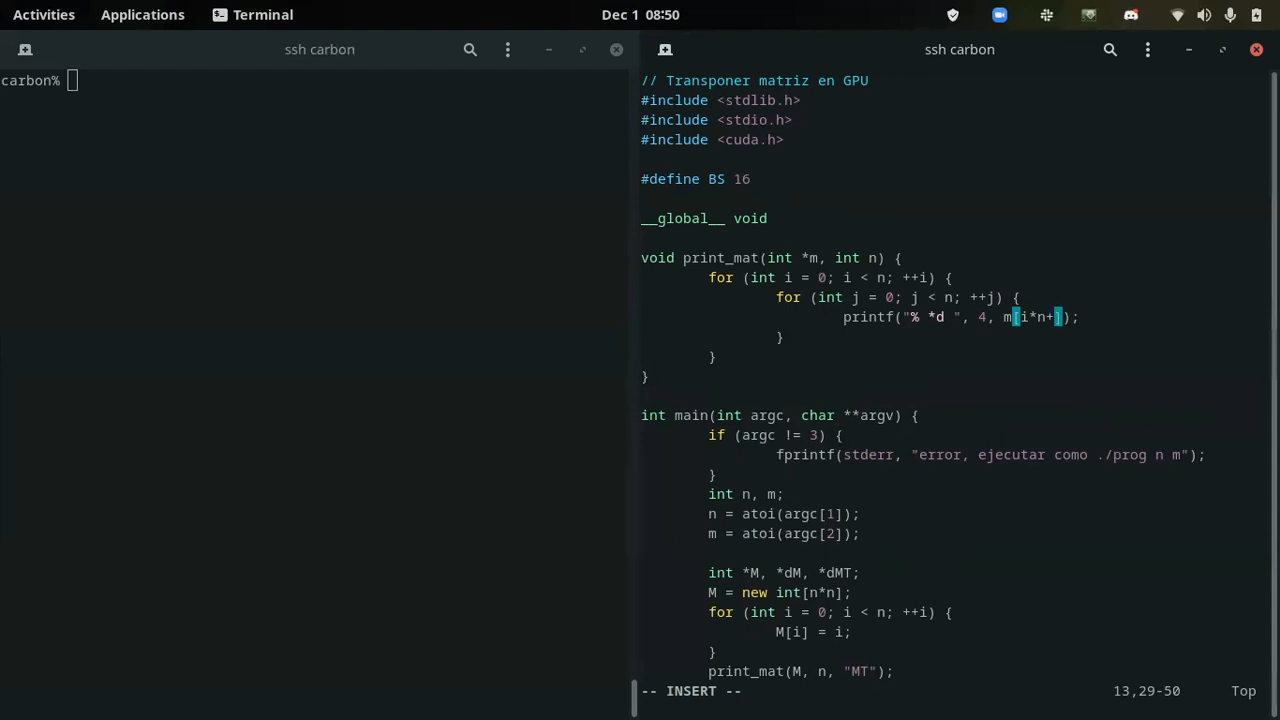 Activities Applications Terminal Dec 1 08:50
ssh carbon
carbon%
ssh carbon
// Transponer matriz en GPU
#include <stdlib.h>
#include <stdio.h>
#include <cuda.h>
#define BS 16
__global__ void
void print_mat(int *m, int n) {
for (int i = 0; i < n; ++i) {
for (int j = 0; j < n; ++j) {
printf("% *d ", 4, m[i*n+]);
}
}
}
int main(int argc, char **argv) {
if (argc != 3) {
fprintf(stderr, "error, ejecutar como ./prog n m");
}
int n, m;
n = atoi(argc[1]);
m = atoi(argc[2]);
int *M, *dM, *dMT;
M = new int[n*n];
for (int i = 0; i < n; ++i) {
M[i] = i;
}
print_mat(M, n, "MT");
-- INSERT -- 13,29-50 Top